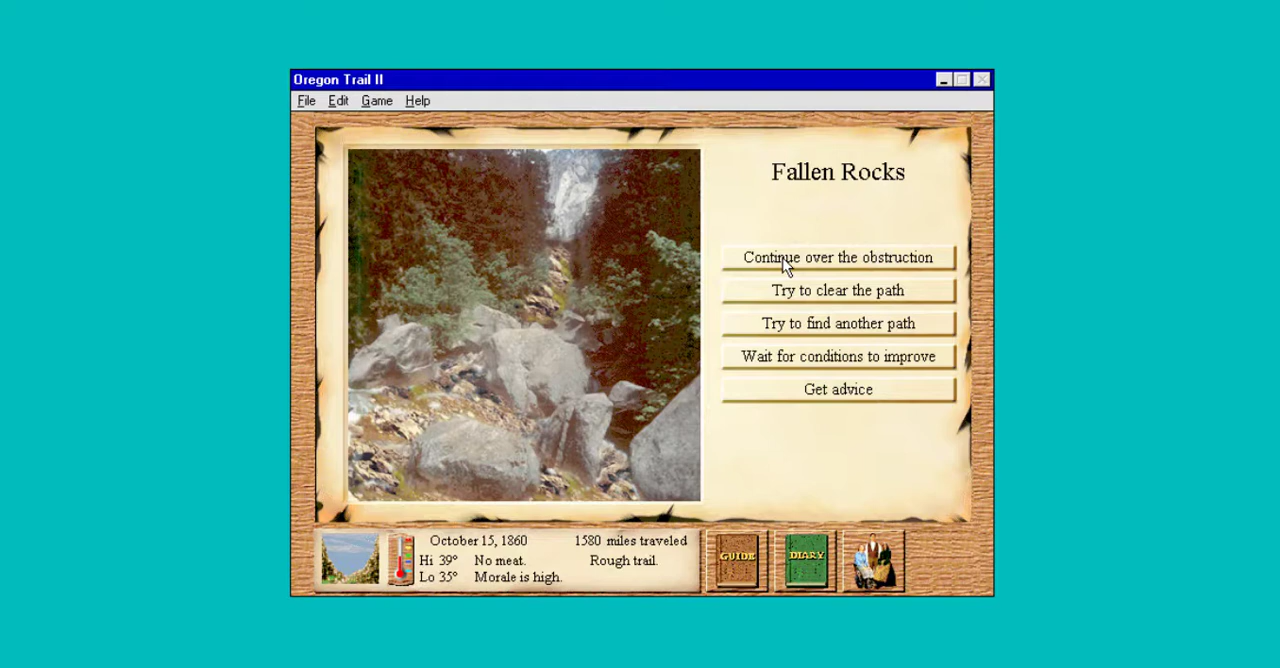 Oregon Trail II
File Edit Game Help
Fallen Rocks
Continue over the obstruction
Try to clear the path
Try to find another path
Wait for conditions to improve
Get advice
October 15, 1860 1580 miles traveled
Hi 39° No meat. Rough trail.
Lo 35° Morale is high.
GUIDE DIARY